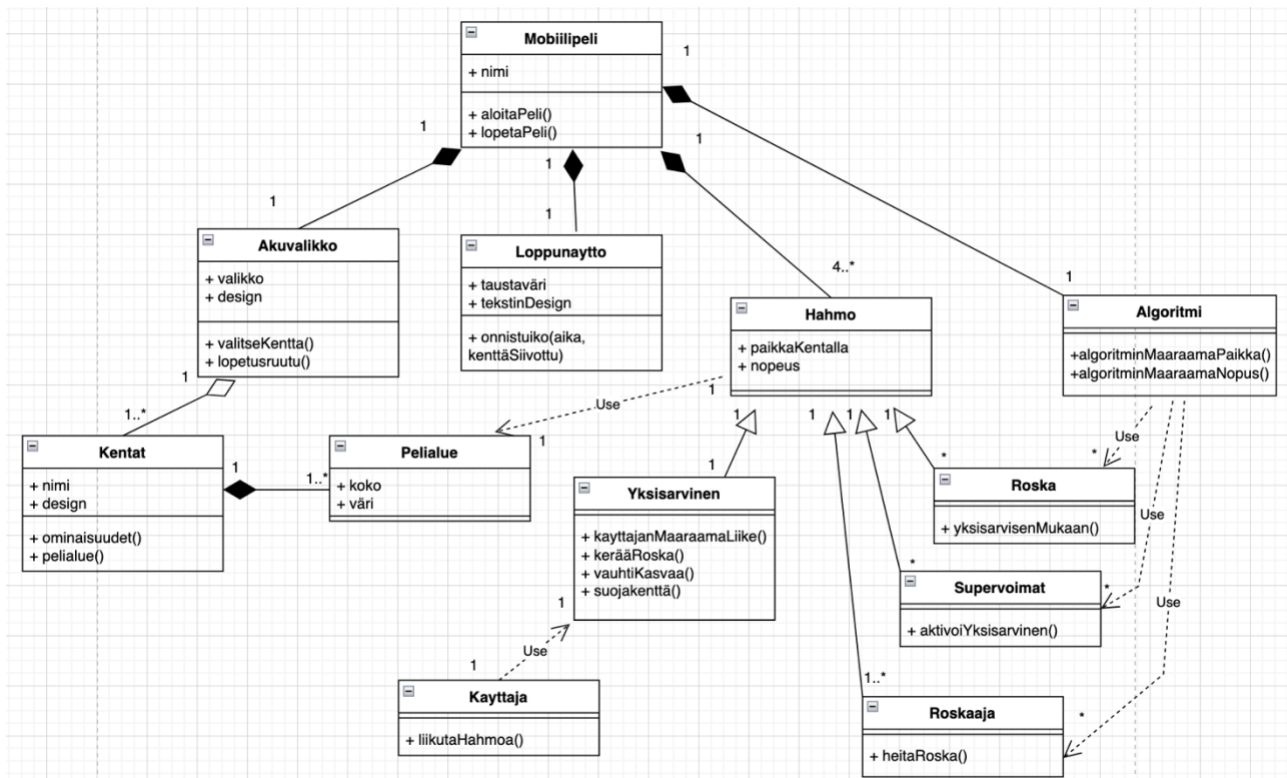 Mobiilipeli
+ nimi
+ aloitaPeli()
+ lopetaPeli()
1
1
1
1
1
1
1
4..*
1
Akuvalikko
+ valikko
+ design
+ valitseKentta()
+ lopetusruutu()
Loppunaytto
+ taustaväri
+ tekstinDesign
+ onnistuiko(aika,
kenttäSiivottu)
Hahmo
+ paikkaKentalla
+ nopeus
Algoritmi
+algoritminMaaraamaPaikka()
+algoritminMaaraamaNopus()
1
1..*
Use
1
1
Kentat
+ nimi
+ design
+ ominaisuudet()
+ pelialue()
1
1..*
Pelialue
+ koko
+ väri
1
1
1
1
1
Yksisarvinen
+ kayttajanMaaraamaLiike()
+ kerääRoska()
+ vauhtiKasvaa()
+ suojakenttä()
*
Use
*
Roska
+ yksisarvisenMukaan()
*
Use
*
Supervoimat
+ aktivoiYksisarvinen()
1
Use
1
Kayttaja
+ liikutaHahmoa()
Use
1..*
*
Roskaaja
+ heitaRoska()